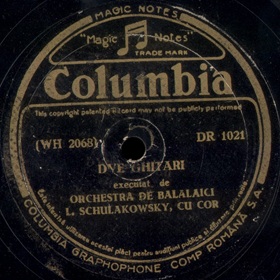 MAGIC NOTES
"Magic Notes"
TRADE MARK
Columbia
This copyright patented record may not be publicly performed
(WH 2068)
DR 1021
DVE GHITARI
executat de
ORCHESTRA DE BALALAICI
L. SCHULAKOWSKY, CU COR
COLUMBIA GRAPHOPHONE COMP ROMÂNĂ S.A.